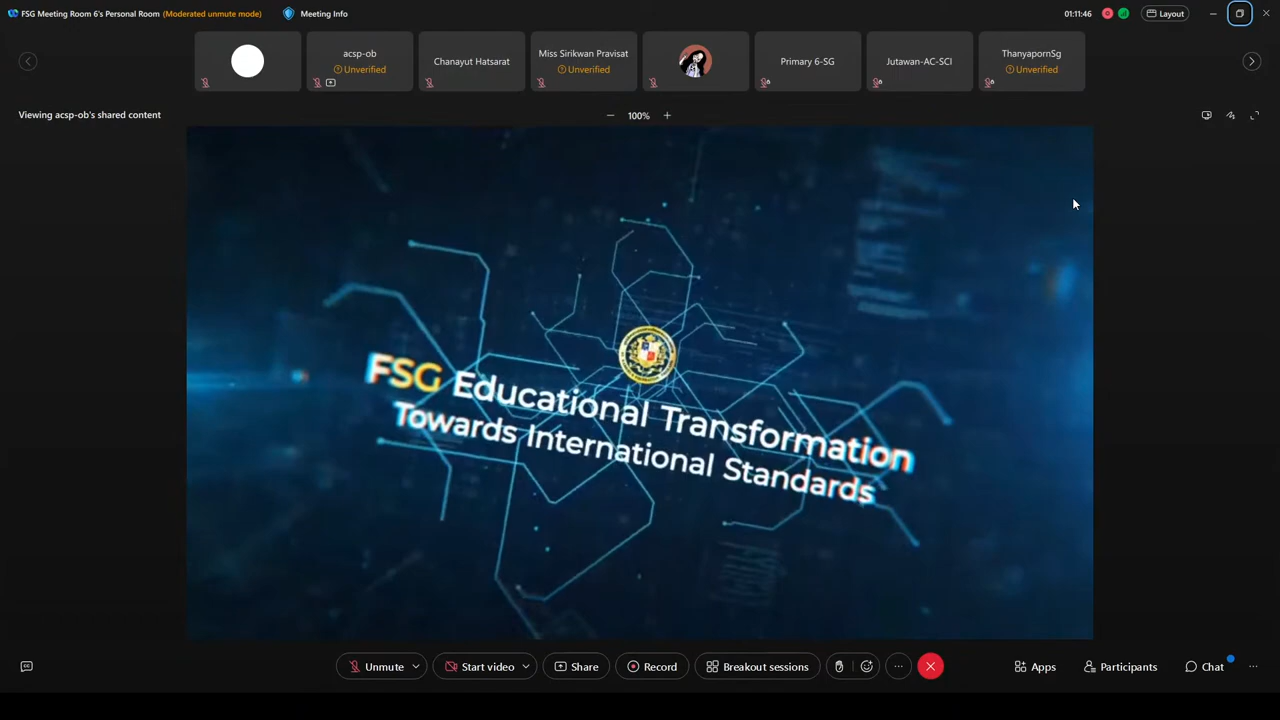 FSG Meeting Room 6's Personal Room (Moderated unmute mode)
Meeting Info
01:11:46
Layout
acsp-ob
Unverified
Chanayut Hatsarat
Miss Sirikwan Pravisat
Unverified
Primary 6-SG
Jutawan-AC-SCI
ThanyapornSg
Unverified
Viewing acsp-ob's shared content
100%
FSG Educational Transformation
Towards International Standards
Unmute
Start video
Share
Record
Breakout sessions
Apps
Participants
Chat